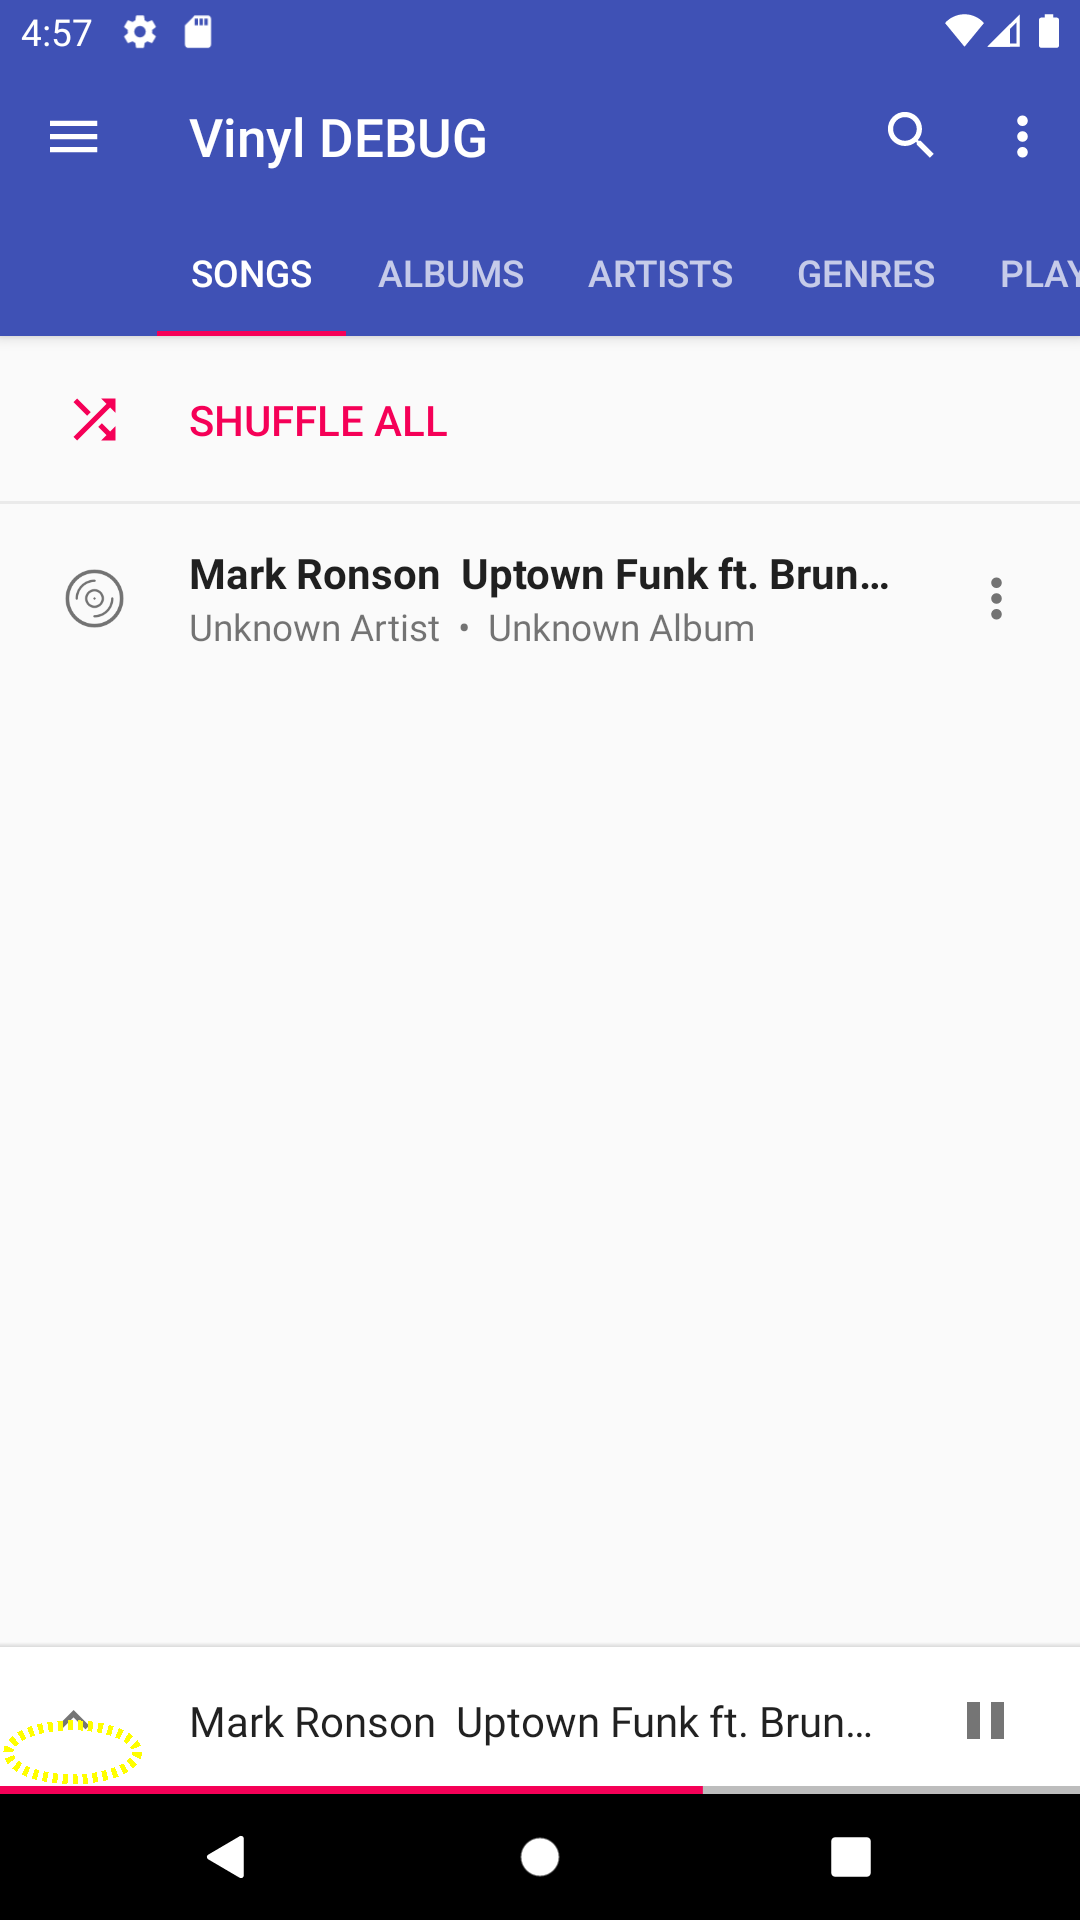 4:57
Vinyl DEBUG
SONGS ALBUMS ARTISTS GENRES PLAY
SHUFFLE ALL
Mark Ronson  Uptown Funk ft. Brun...
Unknown Artist • Unknown Album
Mark Ronson  Uptown Funk ft. Brun...